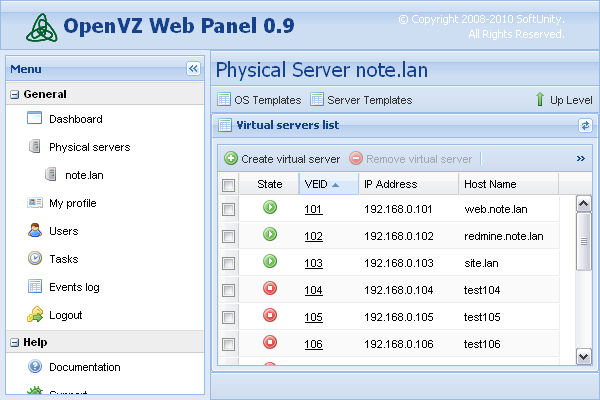 OpenVZ Web Panel 0.9
© Copyright 2008-2010 SoftUnity.
All Rights Reserved.
Menu
General
Dashboard
Physical servers
note.lan
My profile
Users
Tasks
Events log
Logout
Help
Documentation
Support
Physical Server note.lan
OS Templates Server Templates Up Level
Virtual servers list
Create virtual server Remove virtual server »
State VEID IP Address Host Name
101 192.168.0.101 web.note.lan
102 192.168.0.102 redmine.note.lan
103 192.168.0.103 site.lan
104 192.168.0.104 test104
105 192.168.0.105 test105
106 192.168.0.106 test106